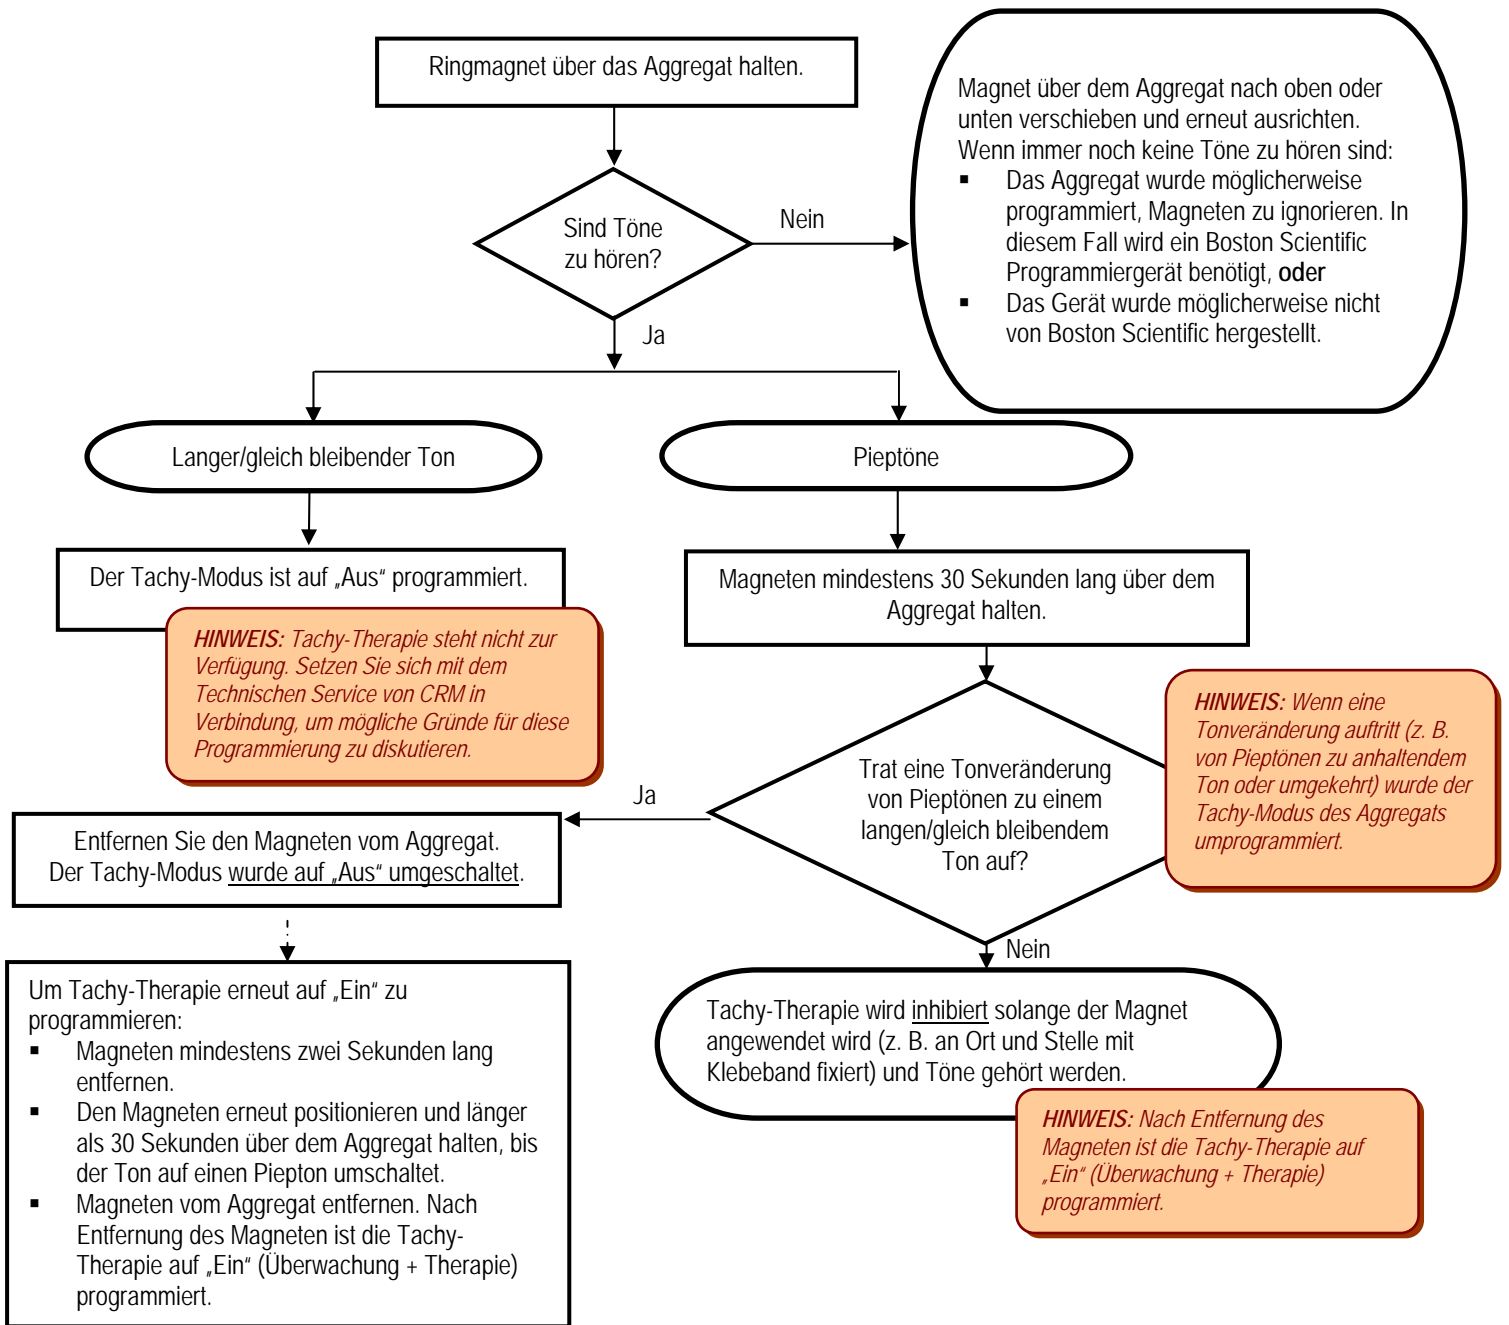 Ringmagnet über das Aggregat halten.
Magnet über dem Aggregat nach oben oder
unten verschieben und erneut ausrichten.
Wenn immer noch keine Töne zu hören sind:
▪ Das Aggregat wurde möglicherweise
programmiert, Magneten zu ignorieren. In
diesem Fall wird ein Boston Scientific
Programmiergerät benötigt, oder
▪ Das Gerät wurde möglicherweise nicht
von Boston Scientific hergestellt.
Sind Töne
zu hören?
Nein
Ja
Langer/gleich bleibender Ton
Pieptöne
Der Tachy-Modus ist auf „Aus" programmiert.
HINWEIS: Tachy-Therapie steht nicht zur
Verfügung. Setzen Sie sich mit dem
Technischen Service von CRM in
Verbindung, um mögliche Gründe für diese
Programmierung zu diskutieren.
Magneten mindestens 30 Sekunden lang über dem
Aggregat halten.
Trat eine Tonveränderung
von Pieptönen zu einem
langen/gleich bleibendem
Ton auf?
HINWEIS: Wenn eine
Tonveränderung auftritt (z. B.
von Pieptönen zu anhaltendem
Ton oder umgekehrt) wurde der
Tachy-Modus des Aggregats
umprogrammiert.
Ja
Entfernen Sie den Magneten vom Aggregat.
Der Tachy-Modus wurde auf „Aus" umgeschaltet.
Um Tachy-Therapie erneut auf „Ein" zu
programmieren:
▪ Magneten mindestens zwei Sekunden lang
entfernen.
▪ Den Magneten erneut positionieren und länger
als 30 Sekunden über dem Aggregat halten, bis
der Ton auf einen Piepton umschaltet.
▪ Magneten vom Aggregat entfernen. Nach
Entfernung des Magneten ist die Tachy-
Therapie auf „Ein" (Überwachung + Therapie)
programmiert.
Nein
Tachy-Therapie wird inhibiert solange der Magnet
angewendet wird (z. B. an Ort und Stelle mit
Klebeband fixiert) und Töne gehört werden.
HINWEIS: Nach Entfernung des
Magneten ist die Tachy-Therapie auf
„Ein" (Überwachung + Therapie)
programmiert.